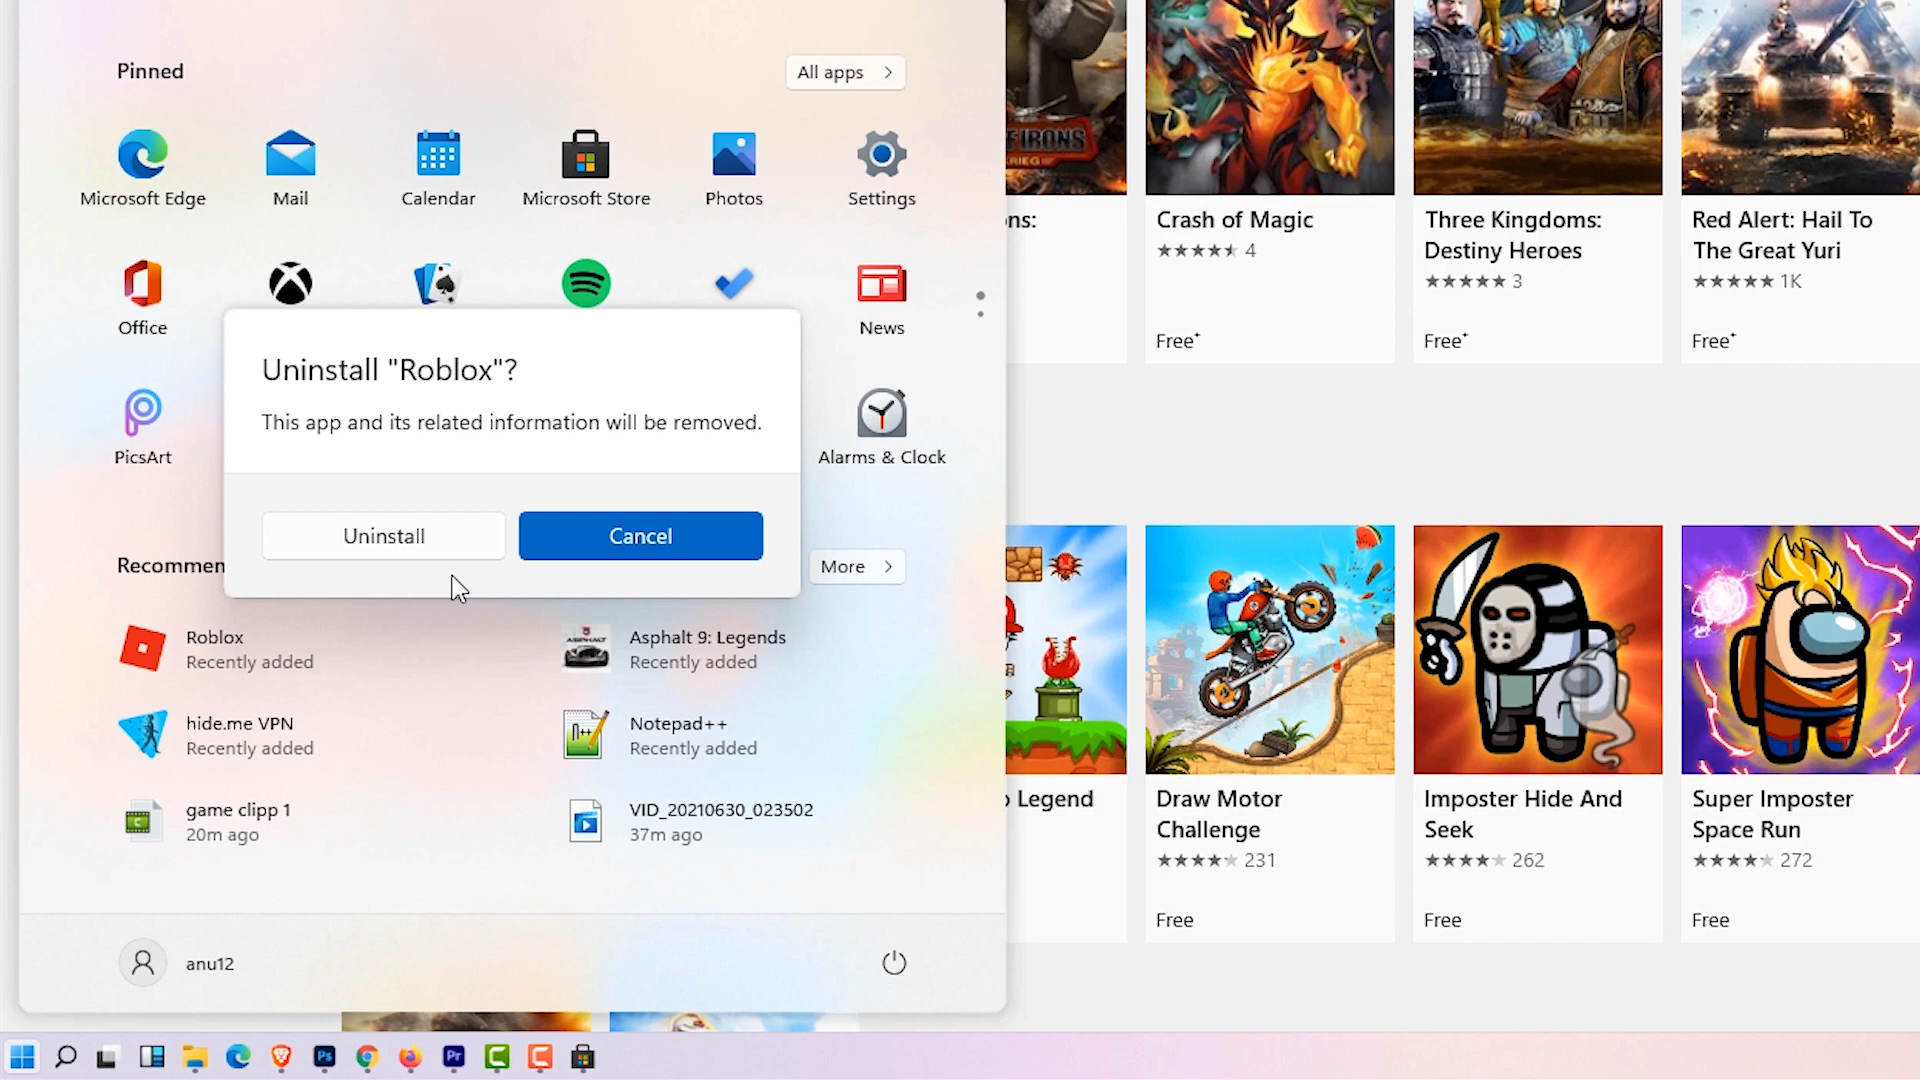 Pinned
All apps
Microsoft Edge
Mail
Calendar
Microsoft Store
Photos
Settings
Office
News
PicsArt
Alarms & Clock
Uninstall "Roblox"?
This app and its related information will be removed.
Uninstall
Cancel
Recommen
More
Roblox
Recently added
Asphalt 9: Legends
Recently added
hide.me VPN
Recently added
Notepad++
Recently added
game clipp 1
20m ago
VID_20210630_023502
37m ago
anu12
IRONS
ns:
Crash of Magic
4
Free+
Three Kingdoms:
Destiny Heroes
3
Free+
Red Alert: Hail To
The Great Yuri
1K
Free+
Legend
Draw Motor
Challenge
231
Free
Imposter Hide And
Seek
262
Free
Super Imposter
Space Run
272
Free
ASPHALT
n++
Ps
Pr